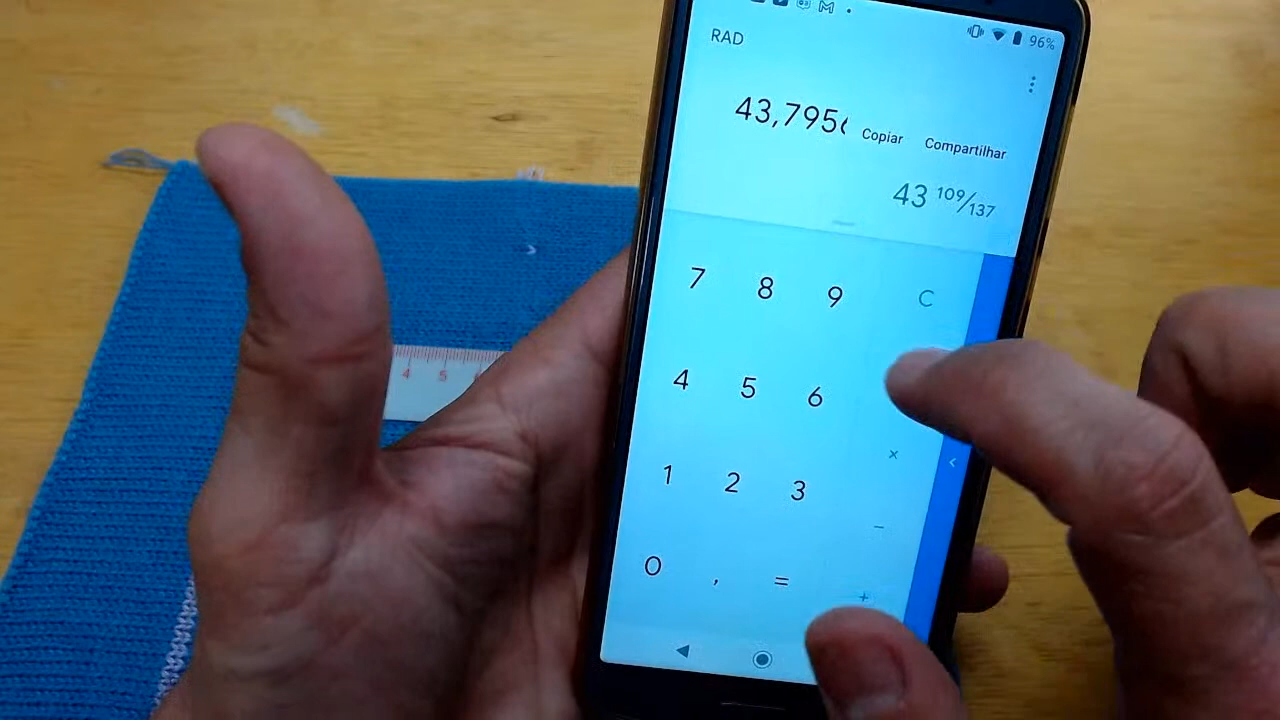 96%
RAD
43,7956
Copiar
Compartilhar
43 109/137
7 8 9 C
4 5 6
×
<
1 2 3
−
0 , = +
4 5